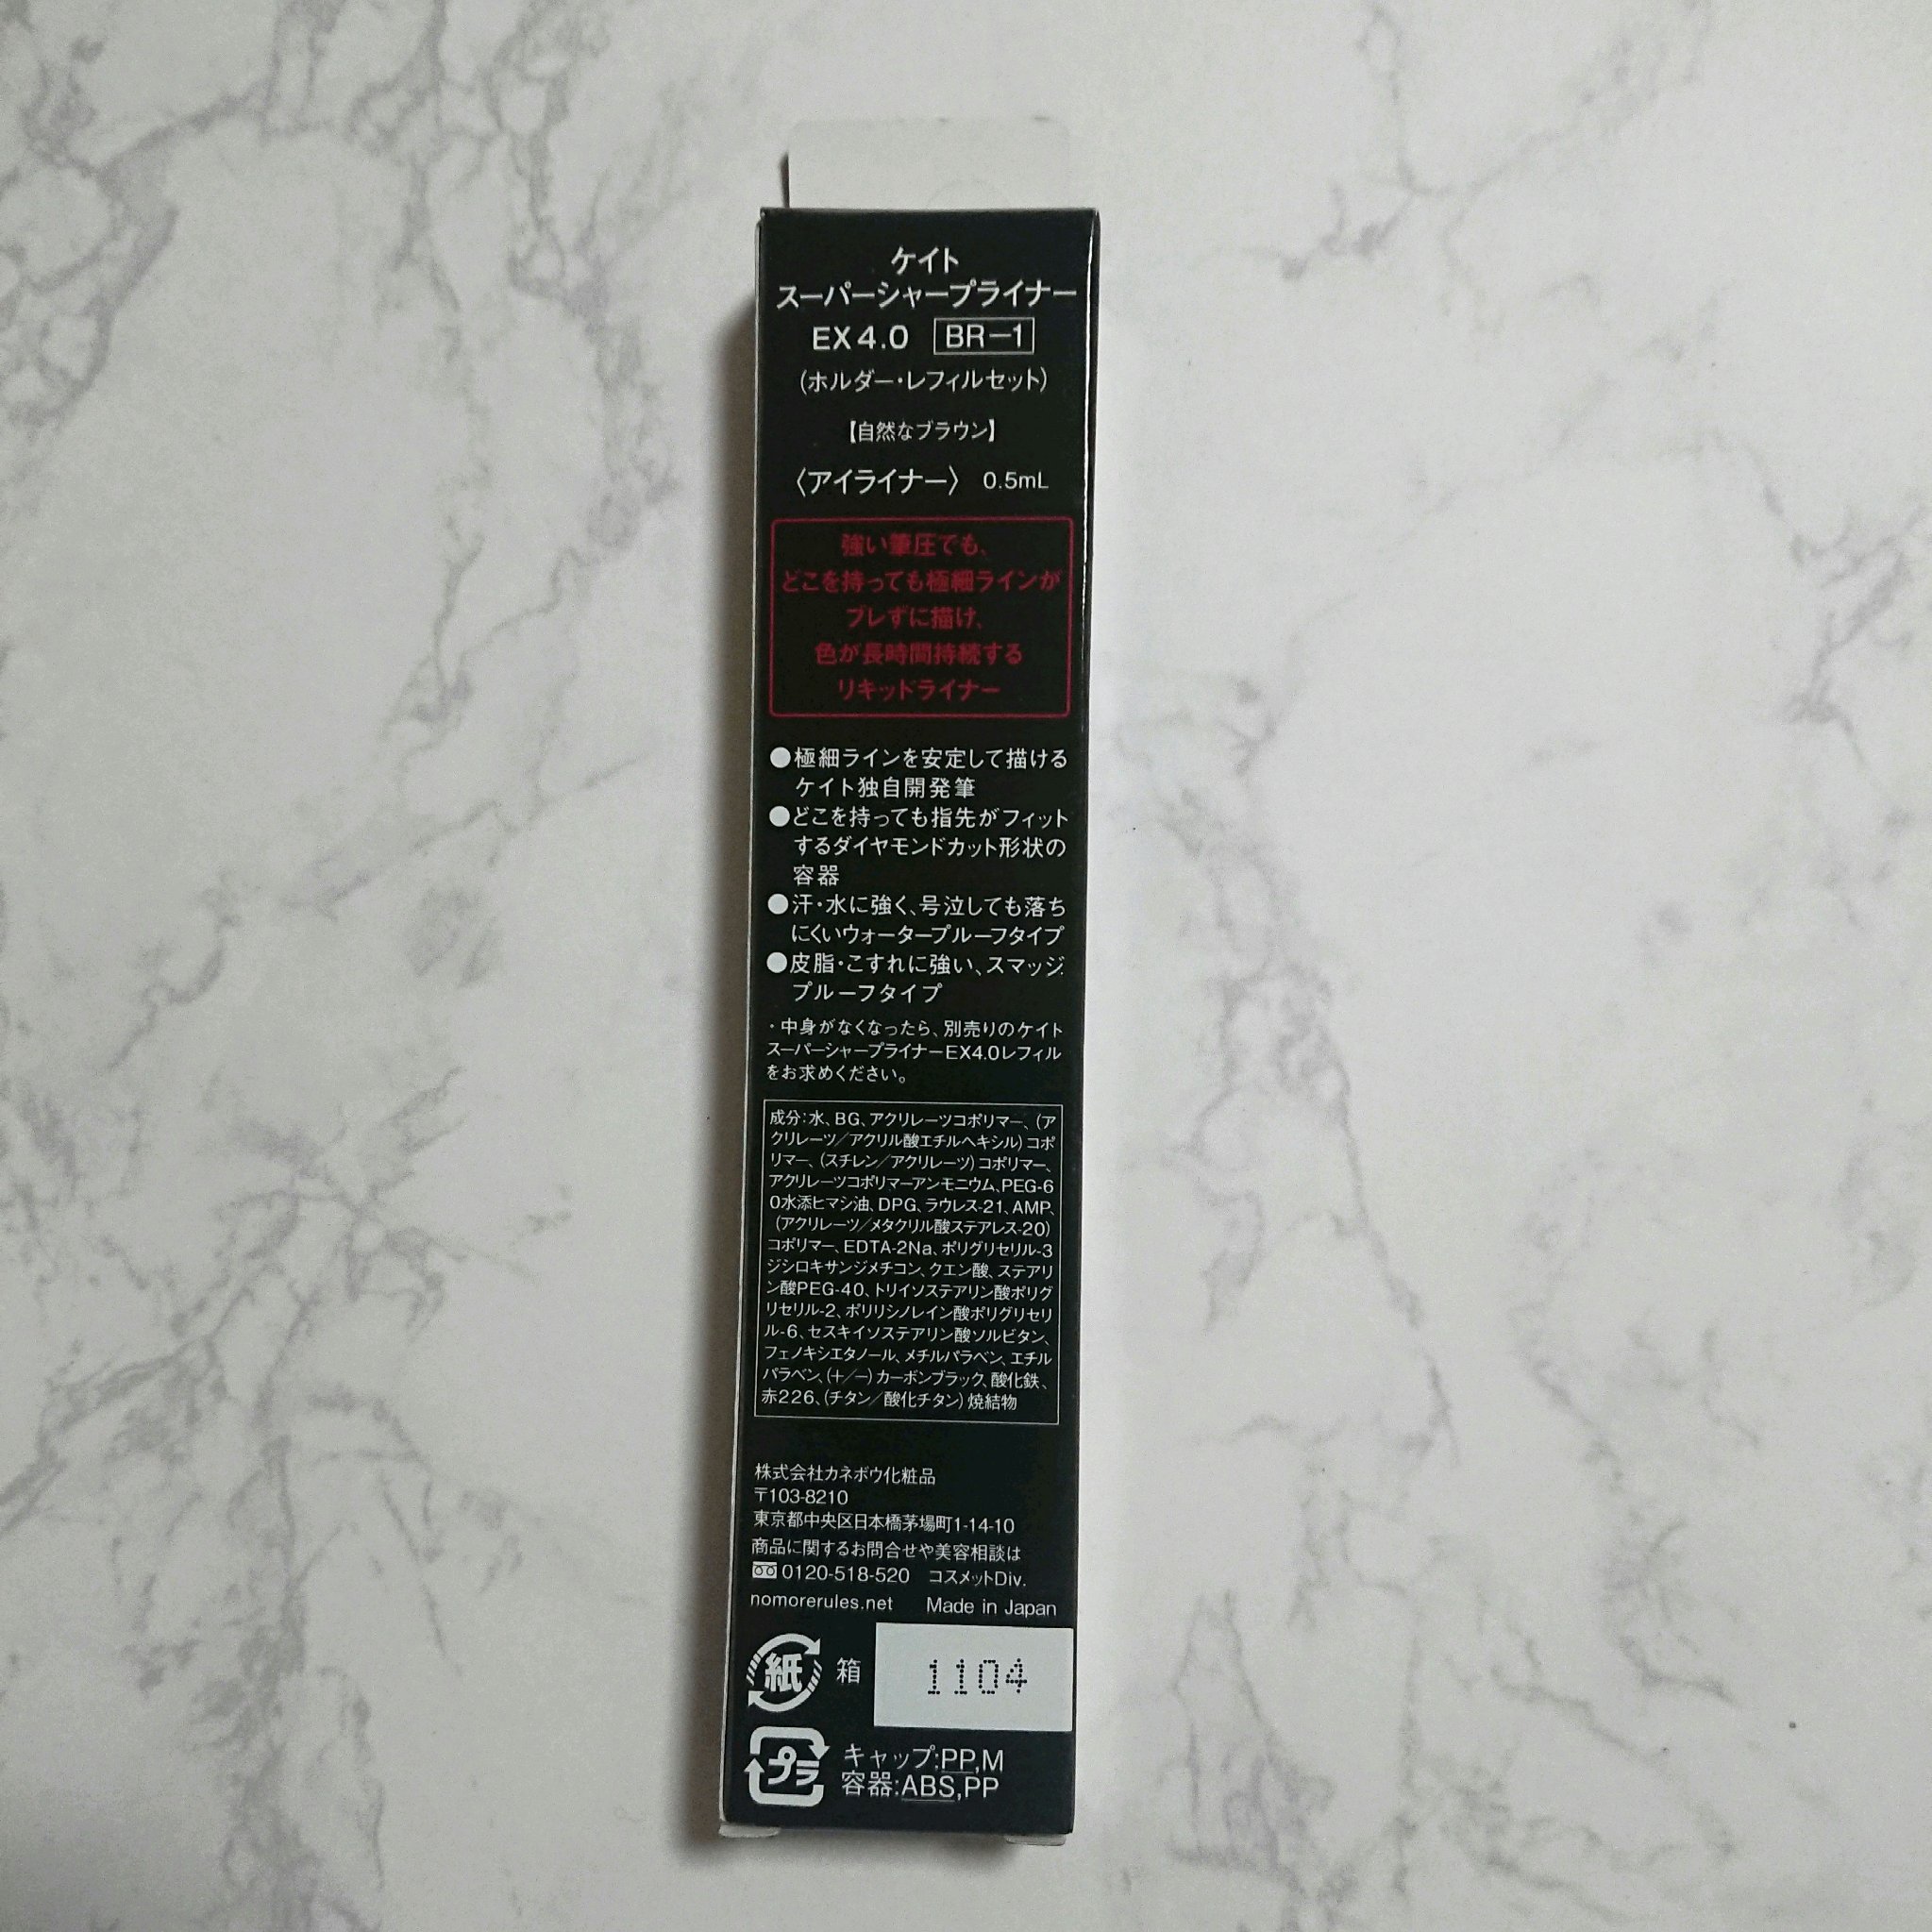 ケイト
スーパーシャープライナー
EX4.0 BR-1
(ホルダー・レフィルセット)
【自然なブラウン】
〈アイライナー〉 0.5mL
強い筆圧でも、
どこを持っても極細ラインが
ブレずに描け、
色が長時間持続する
リキッドライナー
●極細ラインを安定して描ける
ケイト独自開発筆
●どこを持っても指先がフィット
するダイヤモンドカット形状の
容器
●汗・水に強く、号泣しても落ち
にくいウォータープルーフタイプ
●皮脂・こすれに強い、スマッジ
プルーフタイプ
・中身がなくなったら、別売りのケイト
スーパーシャープライナーEX4.0レフィル
をお求めください。
成分:水、BG、アクリレーツコポリマー、(ア
クリレーツ/アクリル酸エチルヘキシル)コポ
リマー、(スチレン/アクリレーツ)コポリマー、
アクリレーツコポリマーアンモニウム、PEG-6
0水添ヒマシ油、DPG、ラウレス-21、AMP、
(アクリレーツ/メタクリル酸ステアレス-20)
コポリマー、EDTA-2Na、ポリグリセリル-3
ジシロキサンジメチコン、クエン酸、ステアリ
ン酸PEG-40、トリイソステアリン酸ポリグ
リセリル-2、ポリリシノレイン酸ポリグリセリ
ル-6、セスキイソステアリン酸ソルビタン、
フェノキシエタノール、メチルパラベン、エチル
パラベン、(+/-)カーボンブラック、酸化鉄、
赤226、(チタン/酸化チタン)焼結物
株式会社カネボウ化粧品
〒103-8210
東京都中央区日本橋茅場町1-14-10
商品に関するお問合せや美容相談は
0120-518-520 コスメットDiv.
nomorerules.net Made in Japan
紙 箱 1104
プラ キャップ:PP,M
容器:ABS,PP